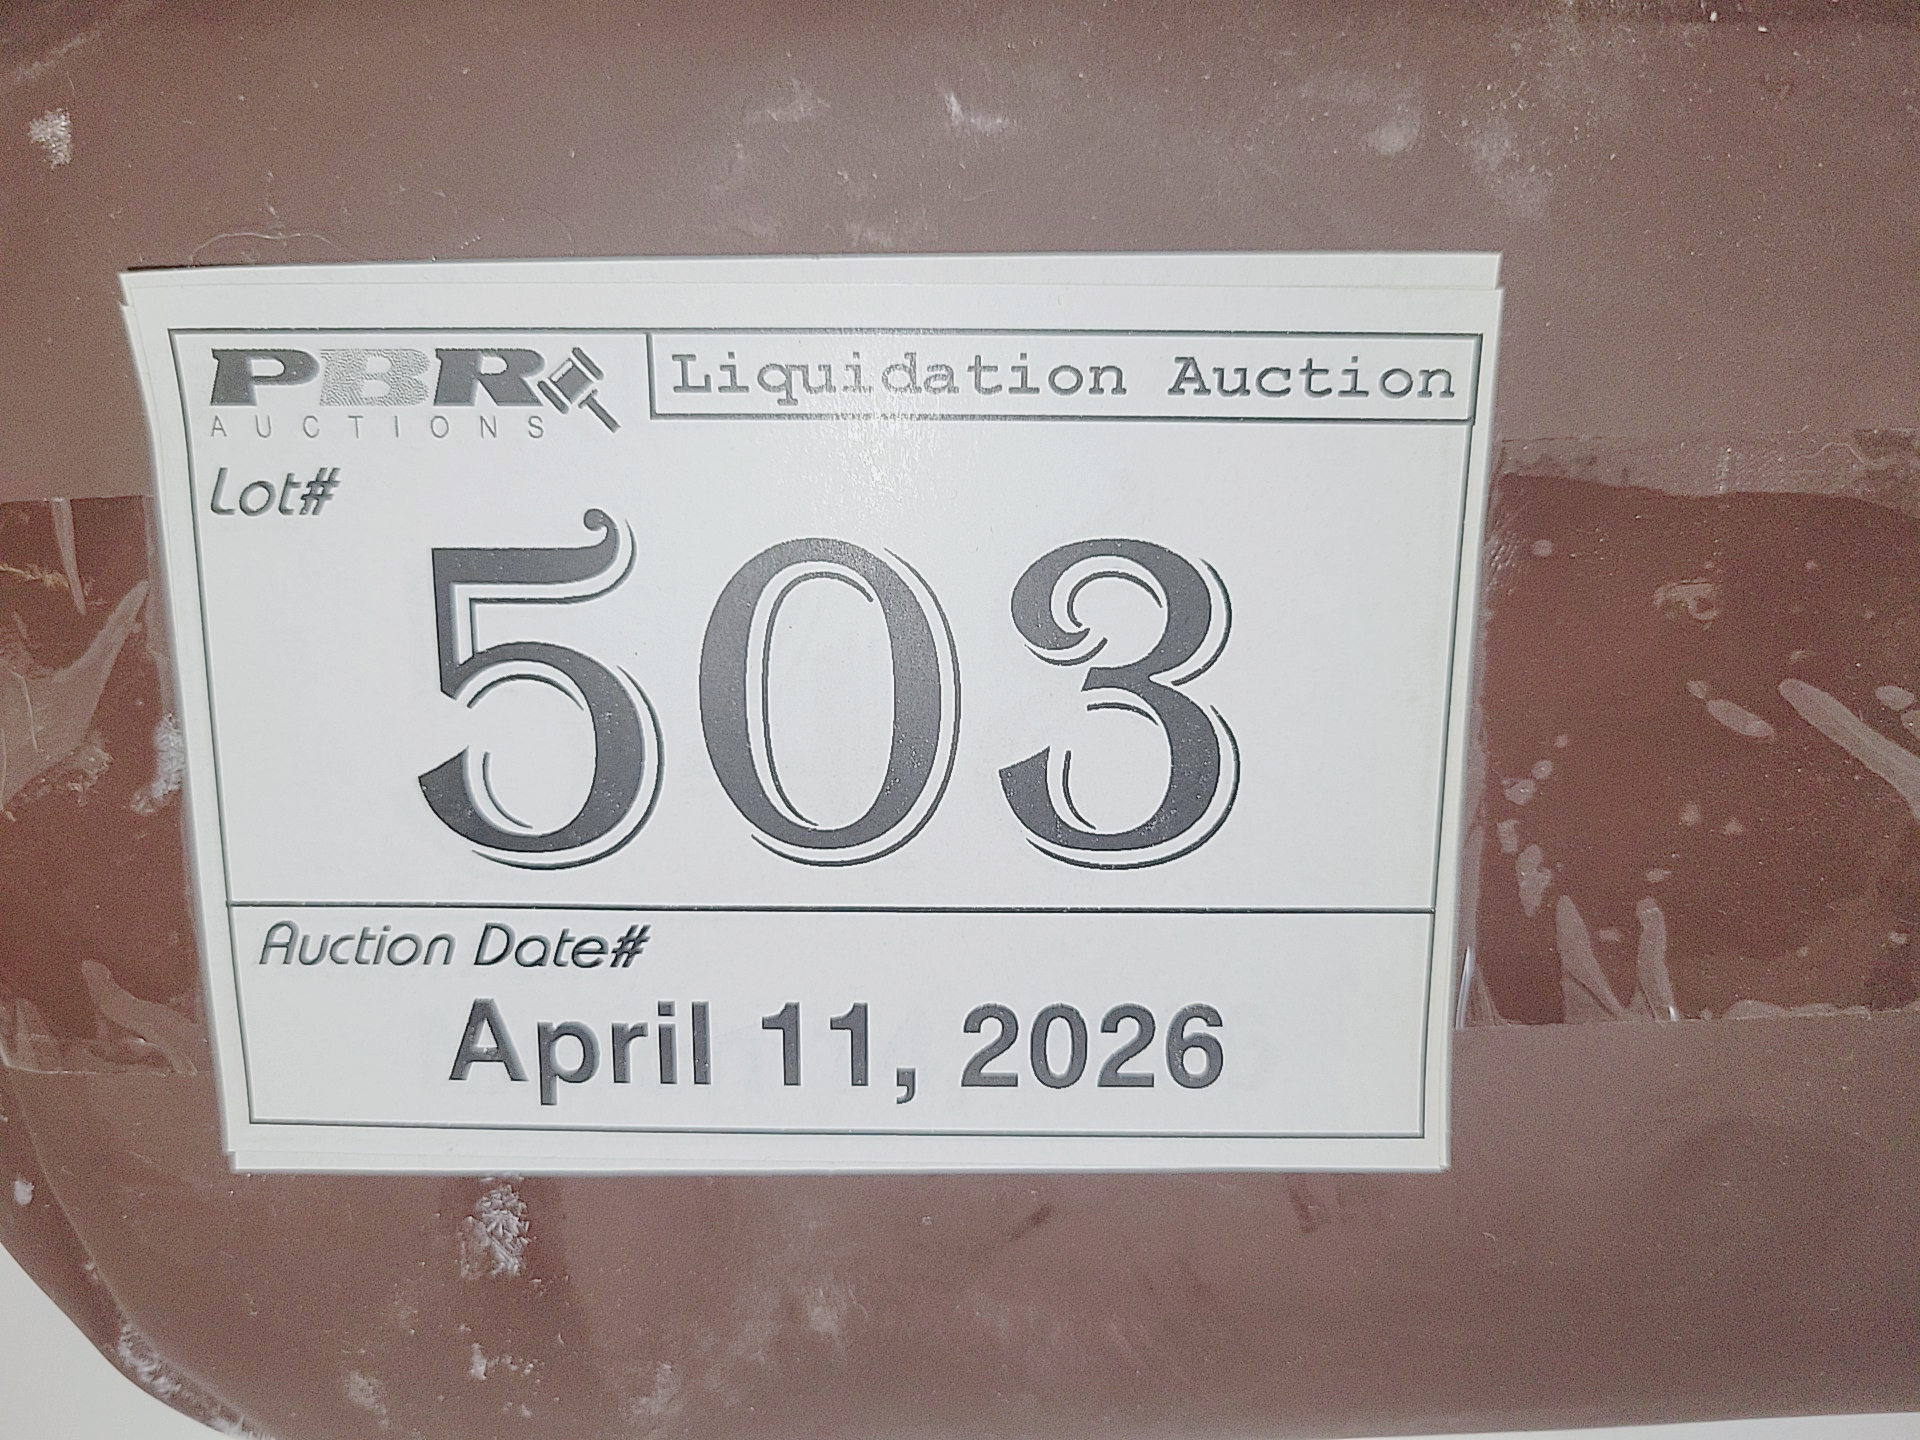 PBR
AUCTIONS
Liquidation Auction
Lot#
503
Auction Date#
April 11, 2026